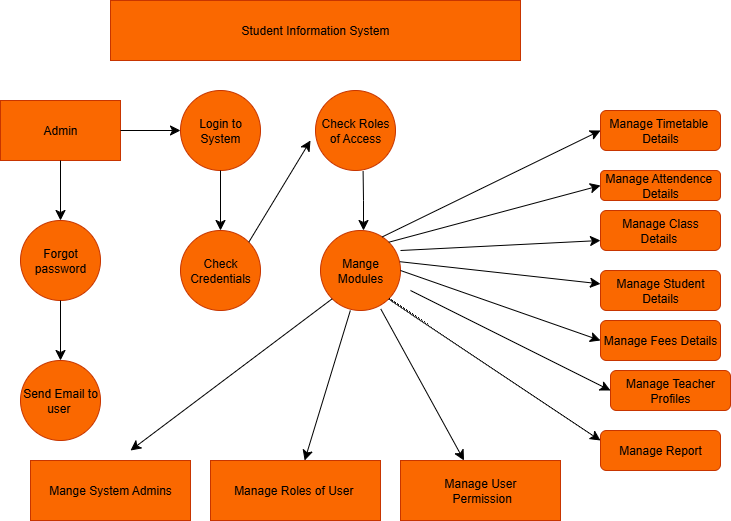 Student Information System
Admin
Login to
System
Check Roles
of Access
Manage Timetable
Details
Manage Attendence
Details
Manage Class
Details
Forgot
password
Check
Credentials
Mange
Modules
Manage Student
Details
Manage Fees Details
Manage Teacher
Profiles
Send Email to
user
Manage Report
Mange System Admins
Manage Roles of User
Manage User
Permission